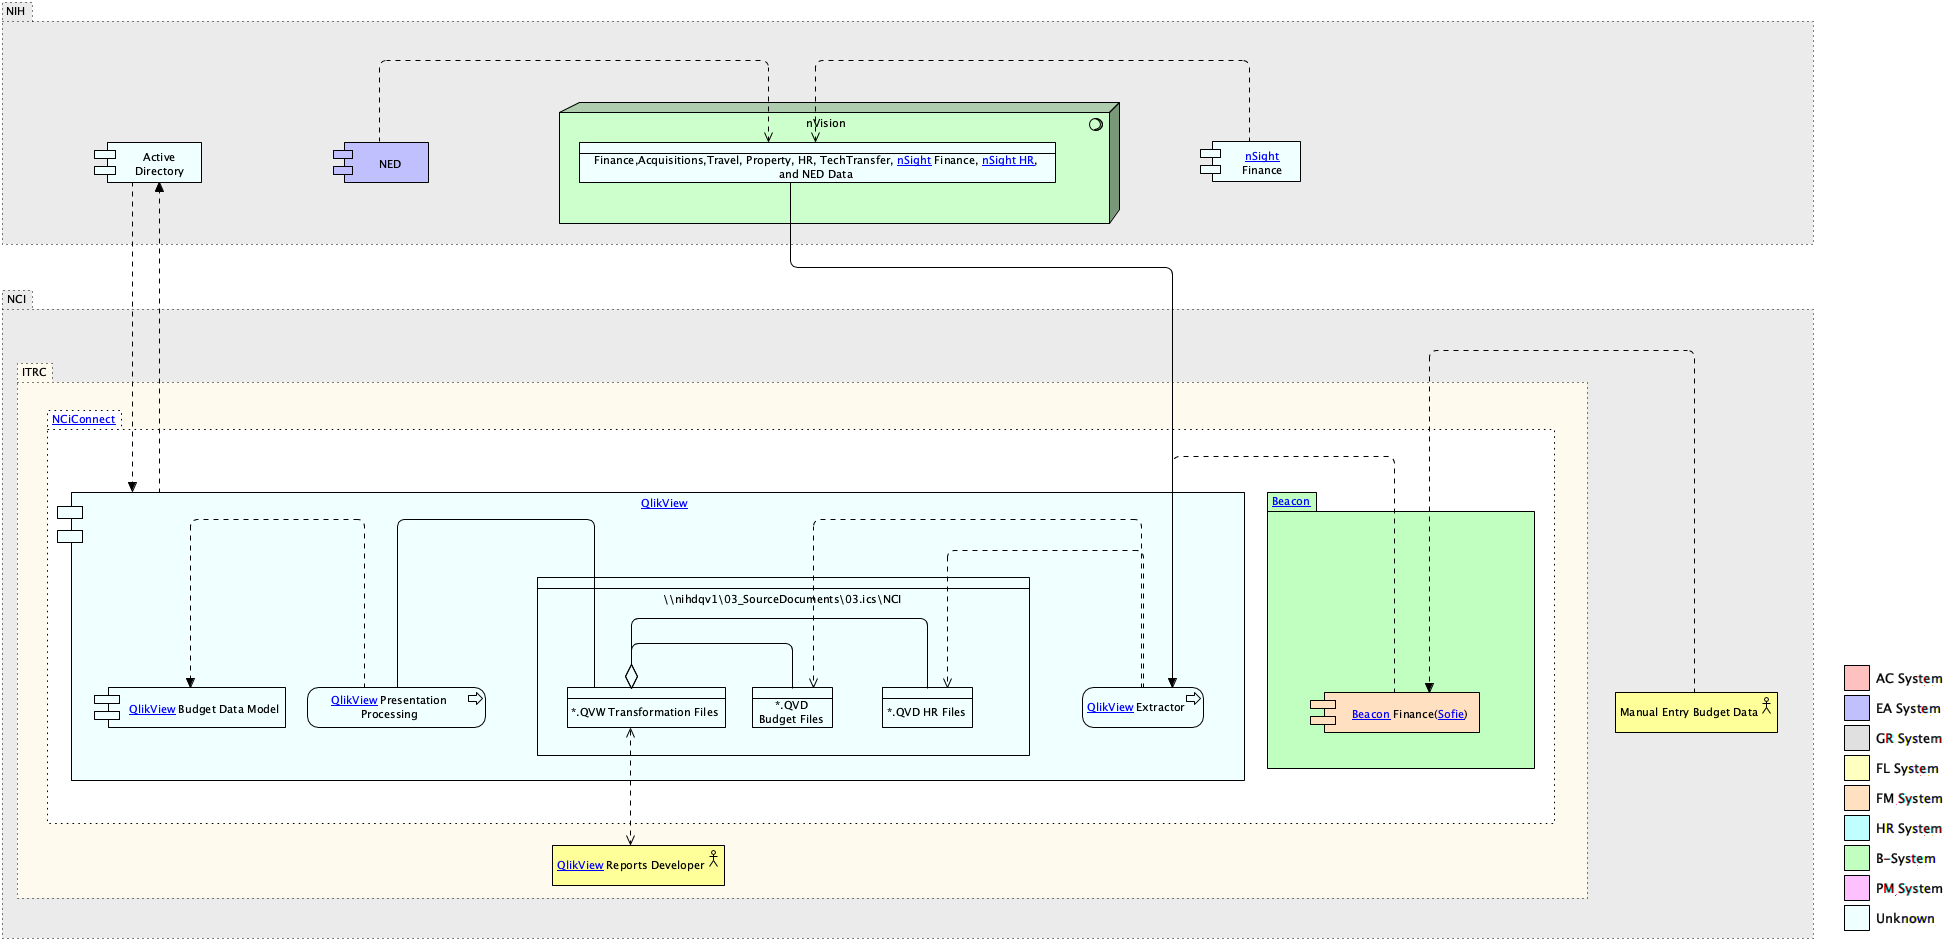 NIH
nVision
Active
Directory
NED
Finance,Acquisitions,Travel, Property, HR, TechTransfer, nSight Finance, nSight HR,
and NED Data
nSight
Finance
NCI
ITRC
NCiConnect
QlikView
Beacon
\\nihdqv1\03_SourceDocuments\03.ics\NCI
QlikView Budget Data Model
QlikView Presentation
Processing
*.QVW Transformation Files
*.QVD
Budget Files
*.QVD HR Files
QlikView Extractor
Beacon Finance(Sofie)
Manual Entry Budget Data
QlikView Reports Developer
AC System
EA System
GR System
FL System
FM System
HR System
B-System
PM System
Unknown